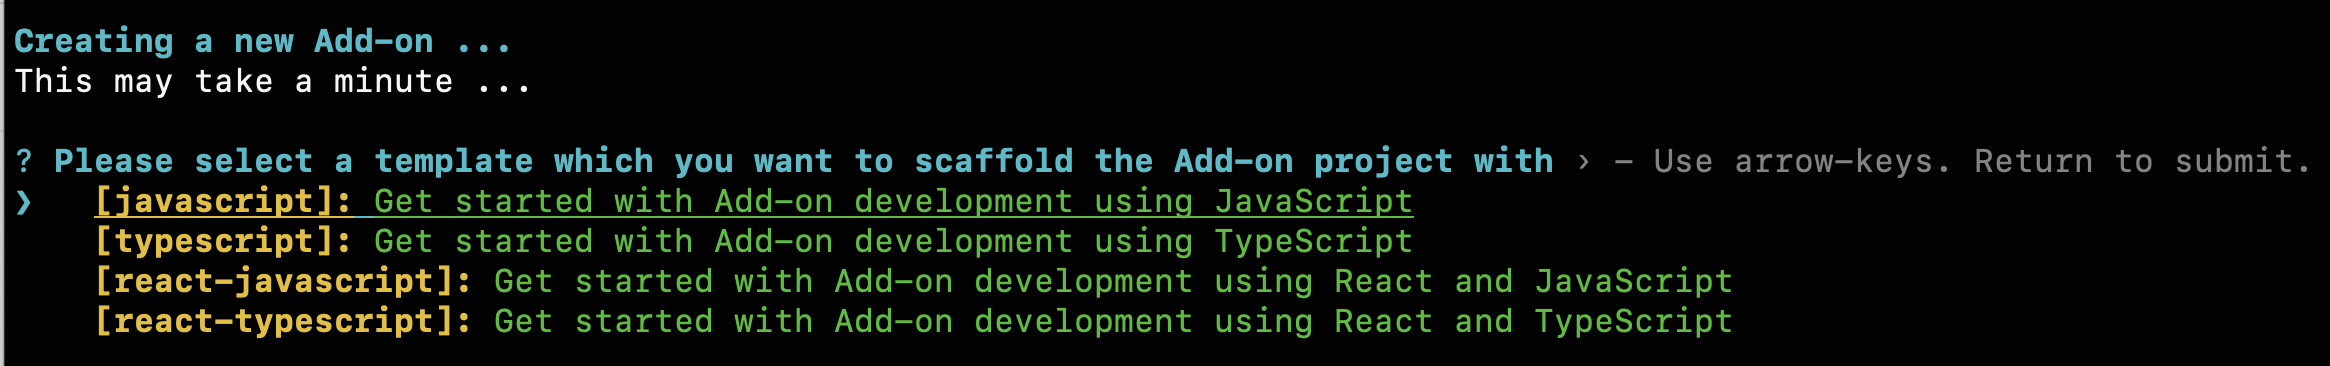 Creating a new Add-on ...
This may take a minute ...
? Please select a template which you want to scaffold the Add-on project with › - Use arrow-keys. Return to submit.
❯   [javascript]: Get started with Add-on development using JavaScript
[typescript]: Get started with Add-on development using TypeScript
[react-javascript]: Get started with Add-on development using React and JavaScript
[react-typescript]: Get started with Add-on development using React and TypeScript